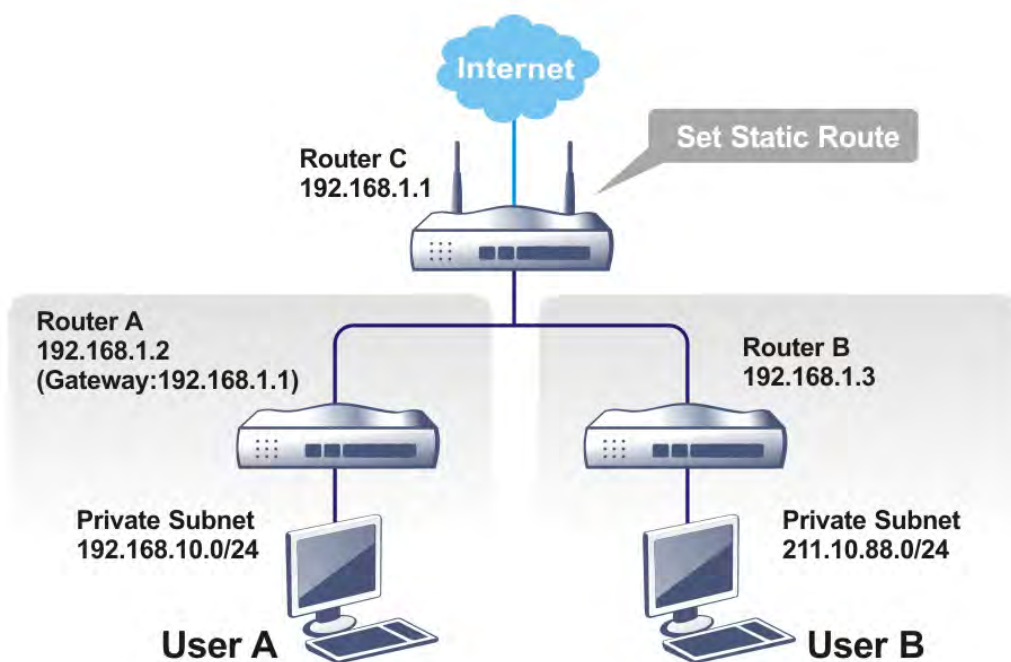 Internet
Set Static Route
Router C
192.168.1.1
Router A
192.168.1.2
(Gateway:192.168.1.1)
Router B
192.168.1.3
Private Subnet
192.168.10.0/24
Private Subnet
211.10.88.0/24
User A
User B